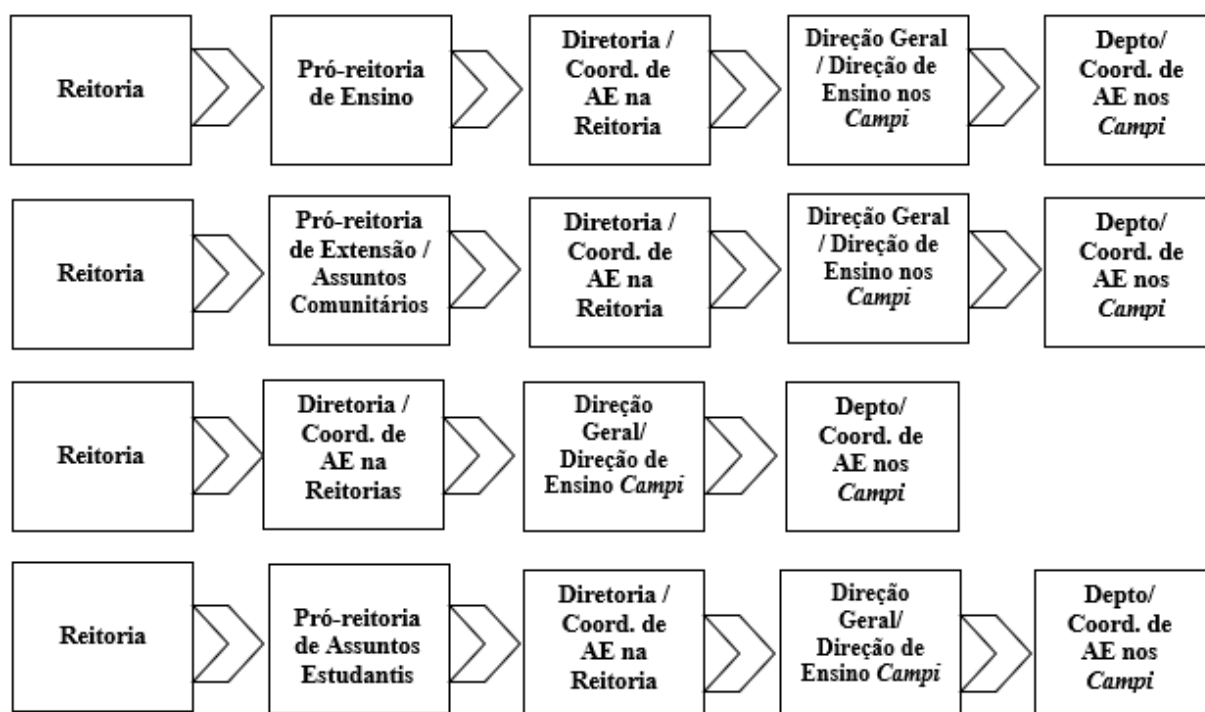 Reitoria
Pró-reitoria
de Ensino
Diretoria /
Coord. de
AE na
Reitoria
Direção Geral
/ Direção de
Ensino nos
Campi
Depto/
Coord. de
AE nos
Campi
Reitoria
Pró-reitoria
de Extensão /
Assuntos
Comunitários
Diretoria /
Coord. de
AE na
Reitoria
Direção Geral
/ Direção de
Ensino nos
Campi
Depto/
Coord. de
AE nos
Campi
Reitoria
Diretoria /
Coord. de
AE na
Reitorias
Direção
Geral/
Direção de
Ensino Campi
Depto/
Coord. de
AE nos
Campi
Reitoria
Pró-reitoria
de Assuntos
Estudantis
Diretoria /
Coord. de
AE na
Reitoria
Direção
Geral/
Direção de
Ensino Campi
Depto/
Coord. de
AE nos
Campi